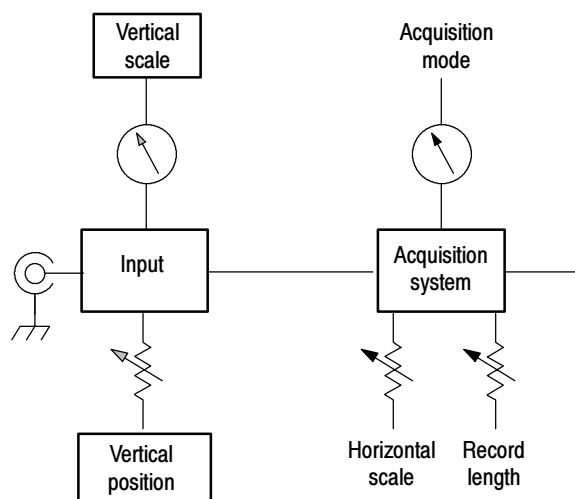 Vertical
scale
Acquisition
mode
Input
Acquisition
system
Vertical
position
Horizontal
scale
Record
length